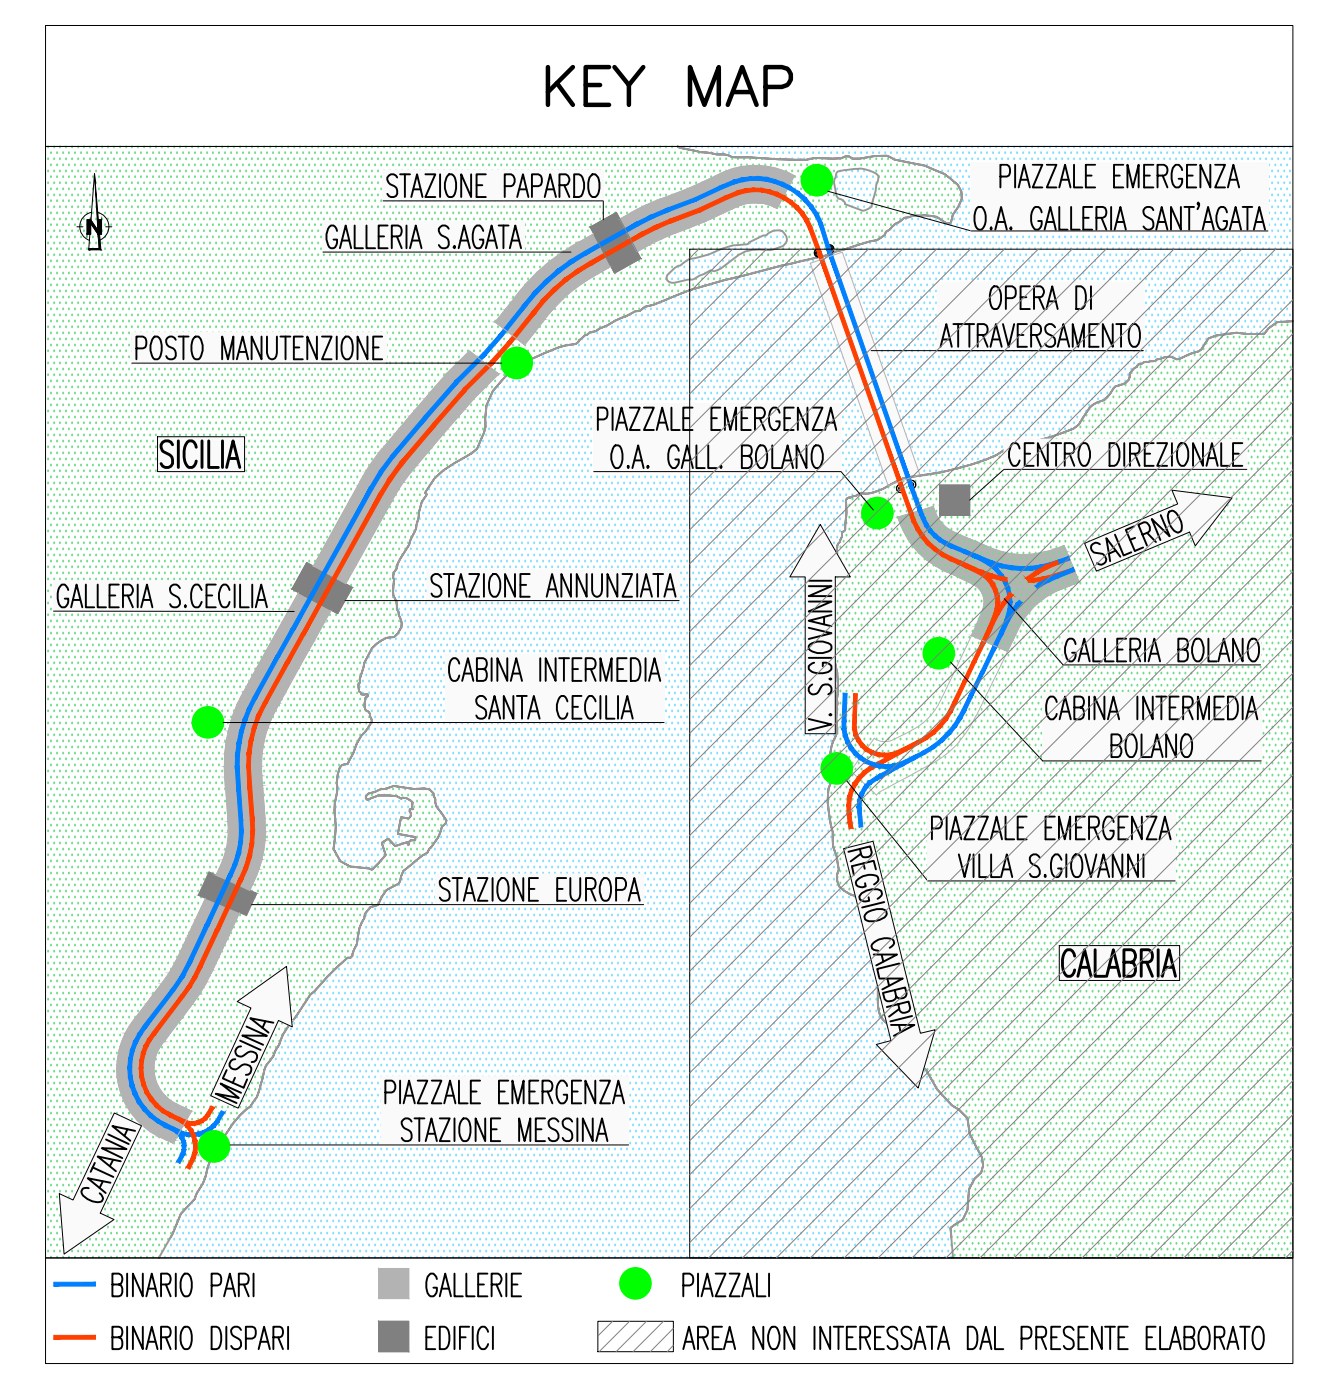 KEY MAP
N
STAZIONE PAPARDO
GALLERIA S.AGATA
PIAZZALE EMERGENZA
O.A. GALLERIA SANT'AGATA
OPERA DI
ATTRAVERSAMENTO
POSTO MANUTENZIONE
SICILIA
PIAZZALE EMERGENZA
O.A. GALL. BOLANO
CENTRO DIREZIONALE
SALERNO
V. S.GIOVANNI
GALLERIA S.CECILIA
STAZIONE ANNUNZIATA
GALLERIA BOLANO
CABINA INTERMEDIA
SANTA CECILIA
CABINA INTERMEDIA
BOLANO
PIAZZALE EMERGENZA
VILLA S.GIOVANNI
STAZIONE EUROPA
REGGIO CALABRIA
CALABRIA
MESSINA
PIAZZALE EMERGENZA
STAZIONE MESSINA
CATANIA
BINARIO PARI
GALLERIE
PIAZZALI
BINARIO DISPARI
EDIFICI
AREA NON INTERESSATA DAL PRESENTE ELABORATO